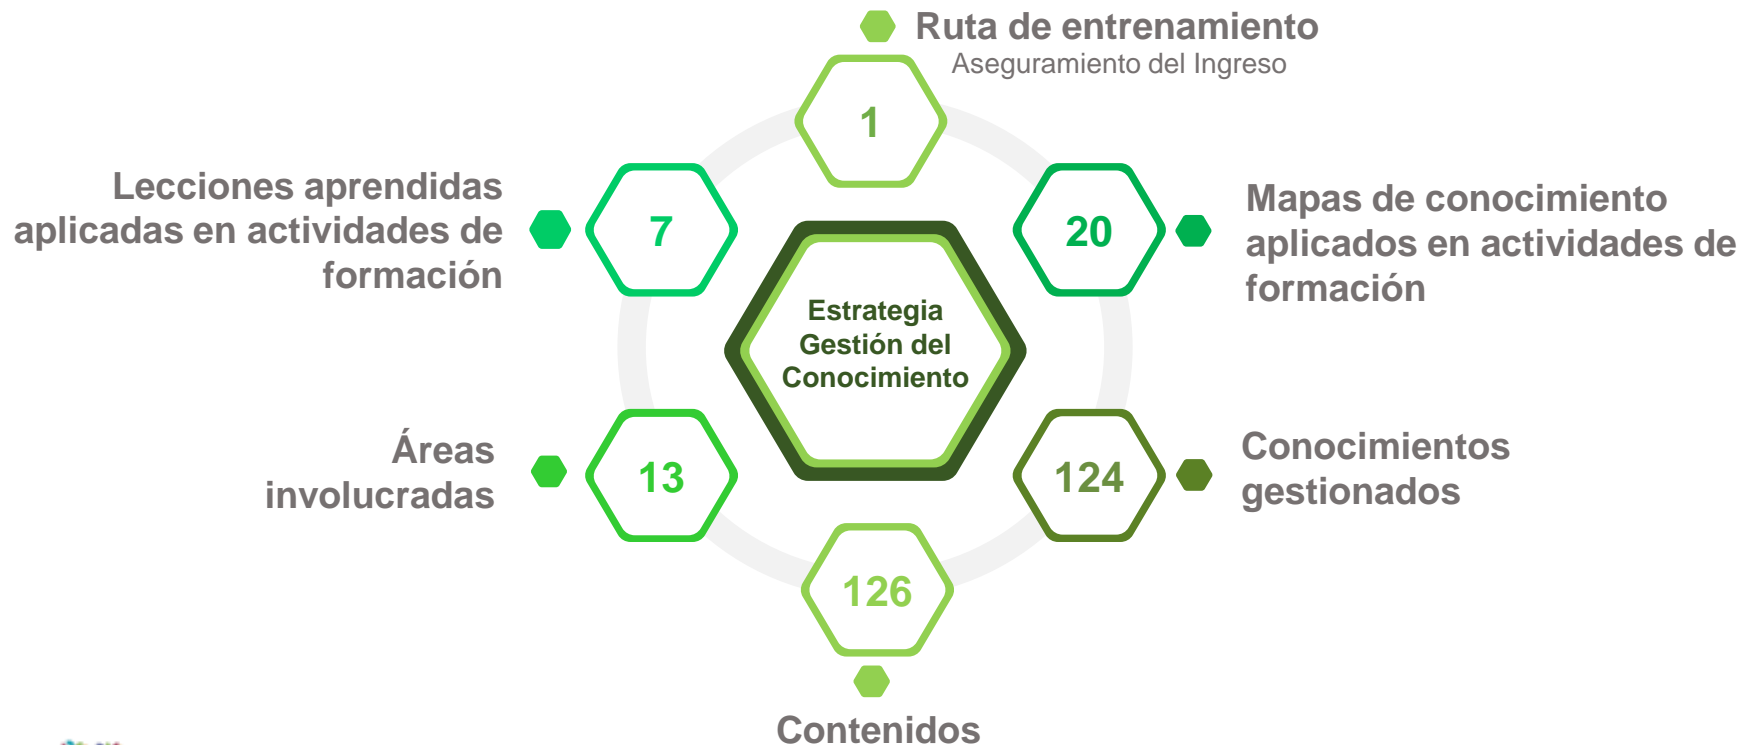 Ruta de entrenamiento
Aseguramiento del Ingreso
1
Lecciones aprendidas
aplicadas en actividades de
formación
7
20
Mapas de conocimiento
aplicados en actividades de
formación
Estrategia
Gestión del
Conocimiento
Áreas
involucradas
13
124
Conocimientos
gestionados
126
Contenidos